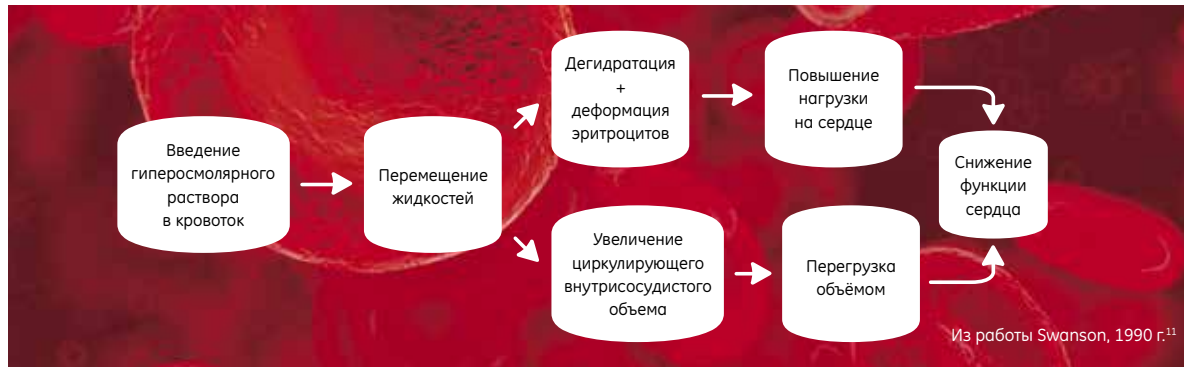 Введение
гиперосмолярного
раствора
в кровоток
Перемещение
жидкостей
Дегидратация
+
деформация
эритроцитов
Повышение
нагрузки
на сердце
Увеличение
циркулирующего
внутрисосудистого
объема
Перегрузка
объёмом
Снижение
функции
сердца
Из работы Swanson, 1990 г.¹¹